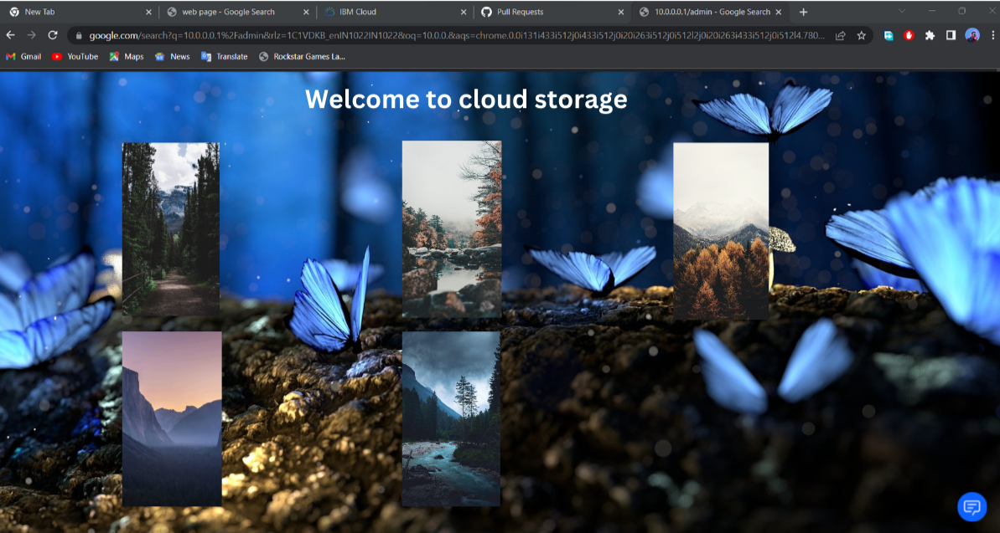 New Tab
web page - Google Search
IBM Cloud
Pull Requests
10.0.0.0.1/admin - Google Search
google.com/search?q=10.0.0.0.1%2Fadmin&rlz=1C1VDKB_enIN1022IN1022&oq=10.0.0.&aqs=chrome.0.0i131i433i512j0i433i512j0i20i263i512j0i512l2j0i20i263i433i512j0i512l4.780...
Gmail
YouTube
Maps
News
Translate
Rockstar Games La...
Welcome to cloud storage